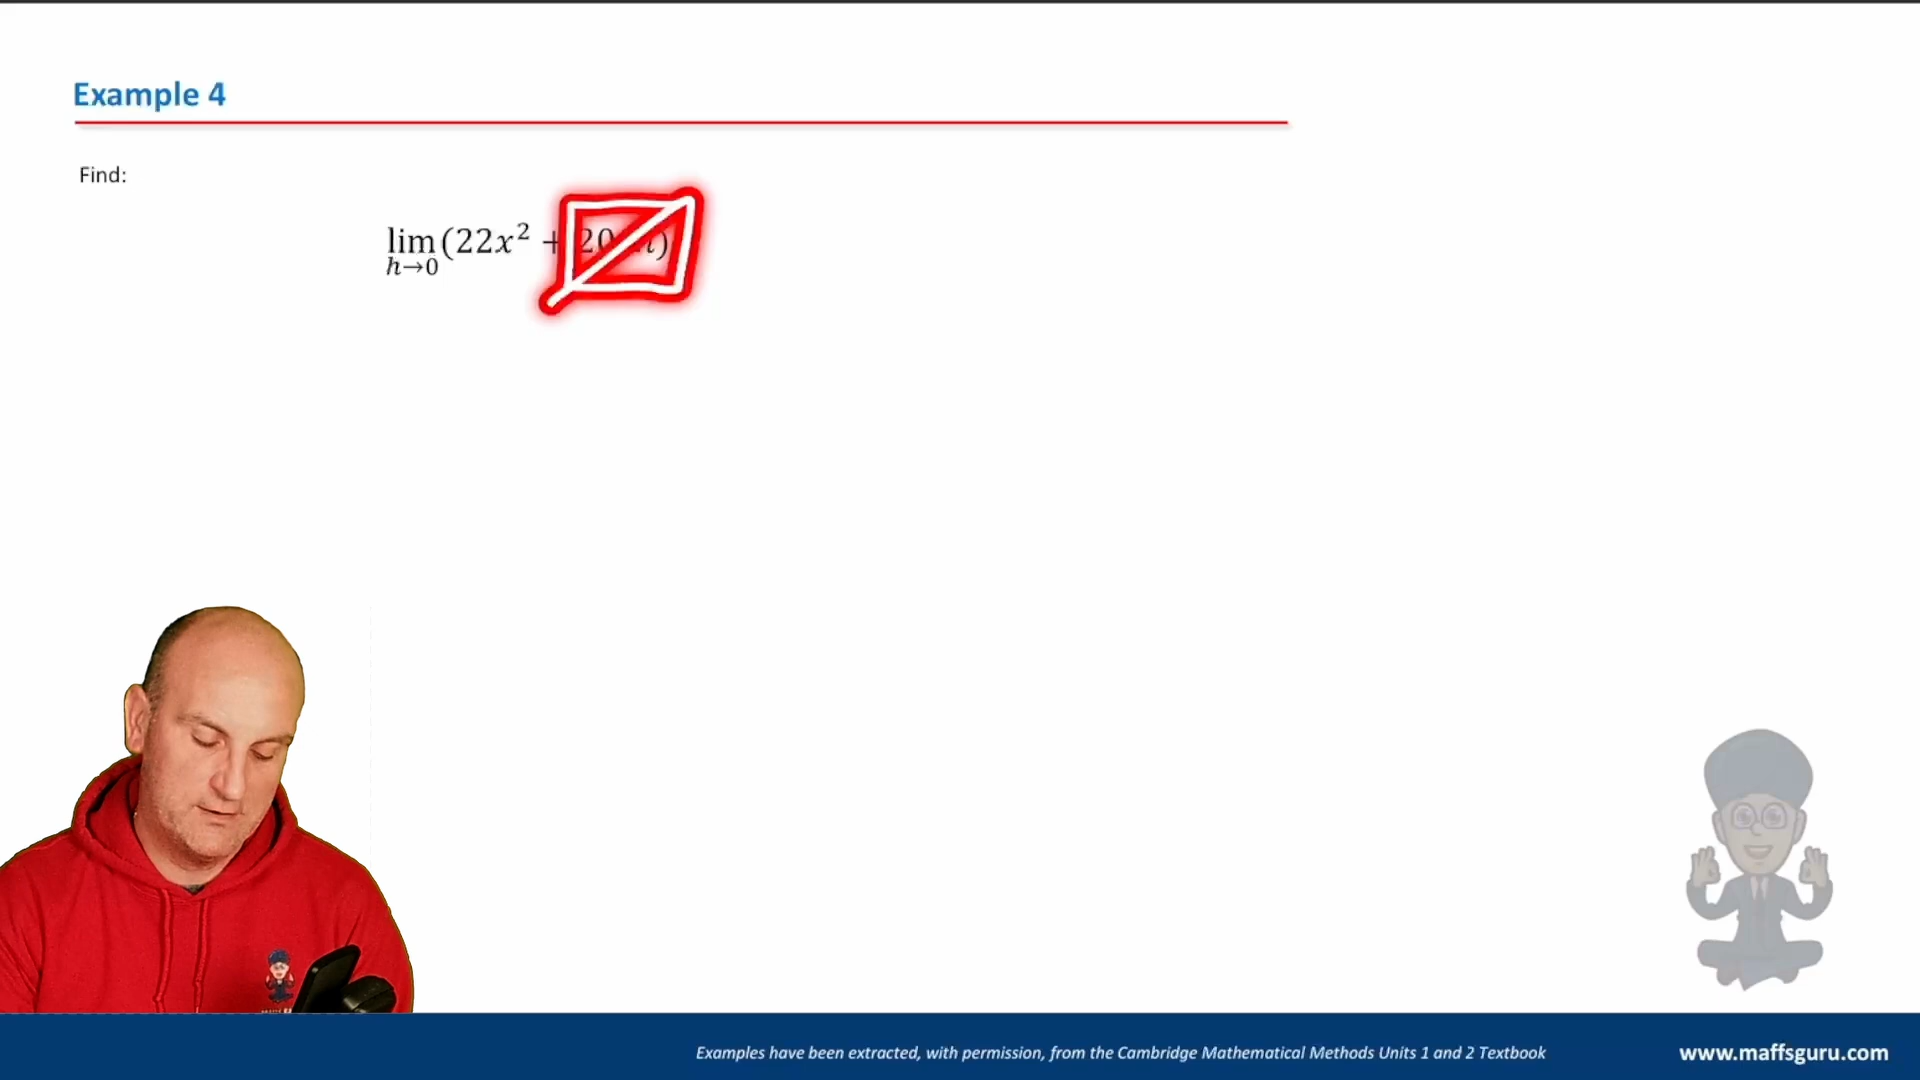 Example 4
Find:
lim (22x² + 20 )
h→0
Examples have been extracted, with permission, from the Cambridge Mathematical Methods Units 1 and 2 Textbook
www.maffsguru.com